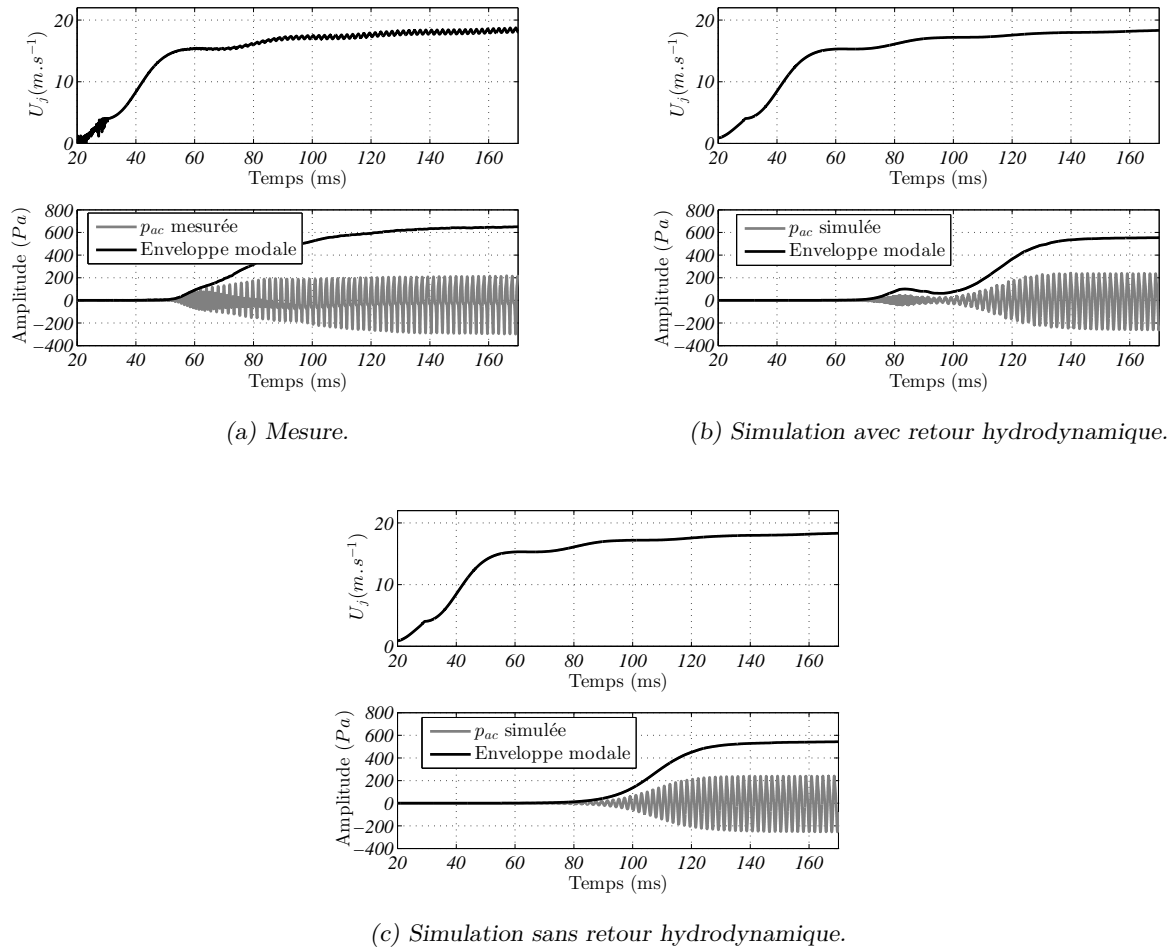 U_j(m.s^{-1})
20
10
0
20 40 60 80 100 120 140 160
Temps (ms)
Amplitude (Pa)
800
600
400
200
0
−200
−400
p_{ac} mesurée
Enveloppe modale
20 40 60 80 100 120 140 160
Temps (ms)
(a) Mesure.
U_j(m.s^{-1})
20
10
0
20 40 60 80 100 120 140 160
Temps (ms)
Amplitude (Pa)
800
600
400
200
0
−200
−400
p_{ac} simulée
Enveloppe modale
20 40 60 80 100 120 140 160
Temps (ms)
(b) Simulation avec retour hydrodynamique.
U_j(m.s^{-1})
20
10
0
20 40 60 80 100 120 140 160
Temps (ms)
Amplitude (Pa)
800
600
400
200
0
−200
−400
p_{ac} simulée
Enveloppe modale
20 40 60 80 100 120 140 160
Temps (ms)
(c) Simulation sans retour hydrodynamique.